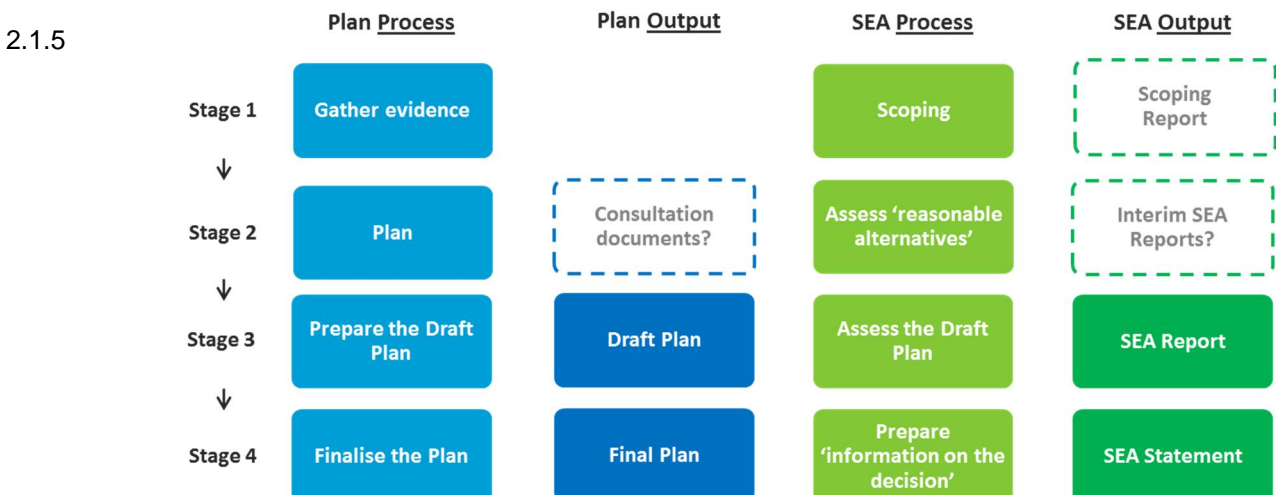 2.1.5
Plan Process
Plan Output
SEA Process
SEA Output
Stage 1
Gather evidence
Scoping
Scoping
Report
Stage 2
Plan
Consultation
documents?
Assess ‘reasonable
alternatives’
Interim SEA
Reports?
Stage 3
Prepare the Draft
Plan
Draft Plan
Assess the Draft
Plan
SEA Report
Stage 4
Finalise the Plan
Final Plan
Prepare
‘information on the
decision’
SEA Statement